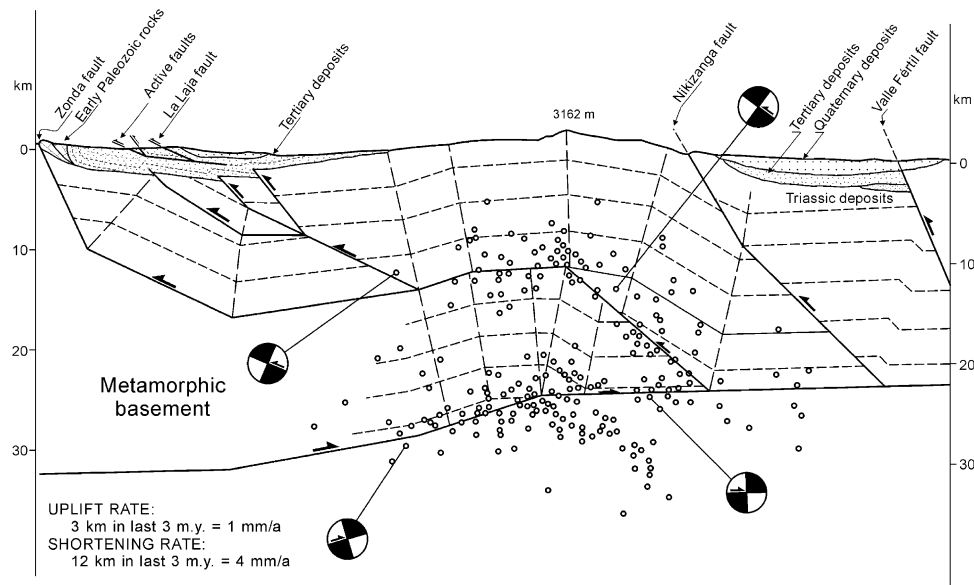 Zonda fault
Early Paleozoic rocks
Active faults
La Laja fault
Tertiary deposits
3162 m
Nikizanga fault
Tertiary deposits
Quaternary deposits
Valle Fértil fault
km
km
0
0
Triassic deposits
10
10
20
20
Metamorphic
basement
30
30
UPLIFT RATE:
3 km in last 3 m.y. = 1 mm/a
SHORTENING RATE:
12 km in last 3 m.y. = 4 mm/a